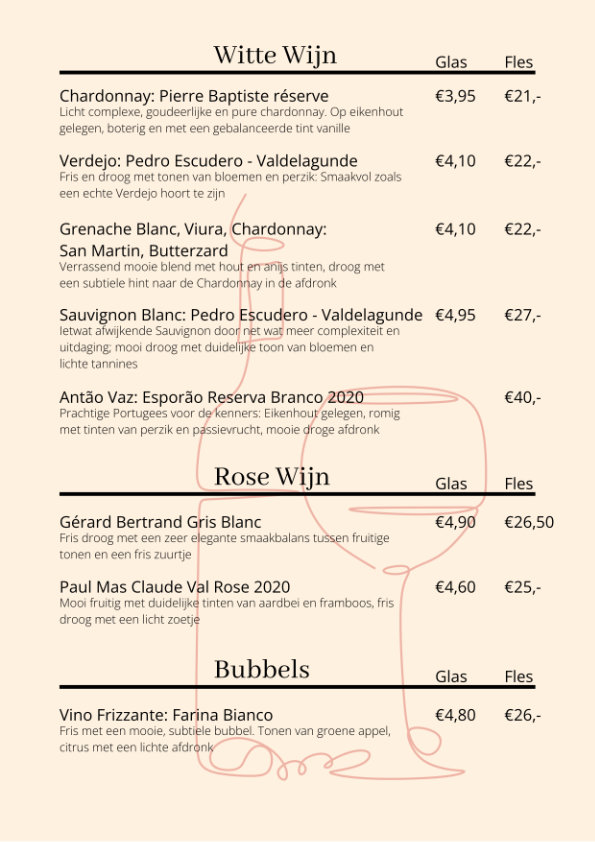 Witte Wijn Glas Fles
Chardonnay: Pierre Baptiste réserve €3,95 €21,-
Licht complexe, goudeerlijke en pure chardonnay. Op eikenhout
gelegen, boterig en met een gebalanceerde tint vanille
Verdejo: Pedro Escudero - Valdelagunde €4,10 €22,-
Fris en droog met tonen van bloemen en perzik: Smaakvol zoals
een echte Verdejo hoort te zijn
Grenache Blanc, Viura, Chardonnay: €4,10 €22,-
San Martin, Butterzard
Verrassend mooie blend met hout en anijs tinten, droog met
een subtiele hint naar de Chardonnay in de afdronk
Sauvignon Blanc: Pedro Escudero - Valdelagunde €4,95 €27,-
Ietwat afwijkende Sauvignon door net wat meer complexiteit en
uitdaging; mooi droog met duidelijke toon van bloemen en
lichte tannines
Antão Vaz: Esporão Reserva Branco 2020 €40,-
Prachtige Portugees voor de kenners: Eikenhout gelegen, romig
met tinten van perzik en passievrucht, mooie droge afdronk
Rose Wijn Glas Fles
Gérard Bertrand Gris Blanc €4,90 €26,50
Fris droog met een zeer elegante smaakbalans tussen fruitige
tonen en een fris zuurtje
Paul Mas Claude Val Rose 2020 €4,60 €25,-
Mooi fruitig met duidelijke tinten van aardbei en framboos, fris
droog met een licht zoetje
Bubbels Glas Fles
Vino Frizzante: Farina Bianco €4,80 €26,-
Fris met een mooie, subtiele bubbel. Tonen van groene appel,
citrus met een lichte afdronk